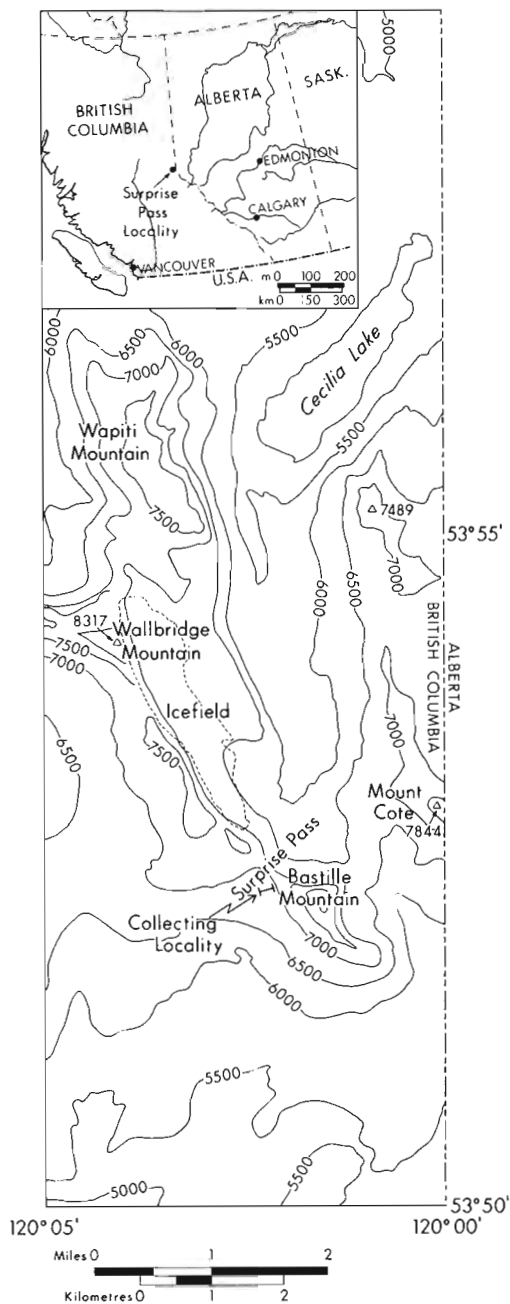 5000
BRITISH
COLUMBIA
ALBERTA
SASK.
EDMONTON
Surprise
Pass
Locality
CALGARY
VANCOUVER
U.S.A.
m 0 100 200
km 0 150 300
6000
6500
6000
7000
5500
Cecilia Lake
5500
Wapiti
Mountain
7500
7489
7000
53°55'
6000
6500
8317
Wallbridge
Mountain
7500
7000
BRITISH COLUMBIA
ALBERTA
Icefield
7000
6500
7500
Mount
Cote
7844
Surprise Pass
Bastille
Mountain
Collecting
Locality
7000
6500
6000
5500
5500
5000
53°50'
120°05'
120°00'
Miles 0 1 2
Kilometres 0 1 2